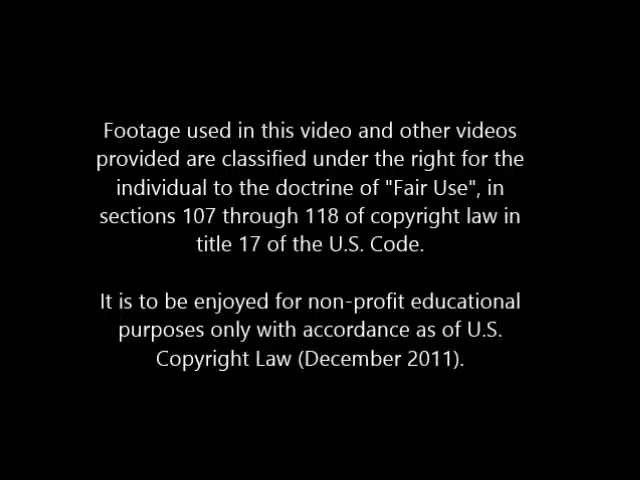 Footage used in this video and other videos
provided are classified under the right for the
individual to the doctrine of "Fair Use", in
sections 107 through 118 of copyright law in
title 17 of the U.S. Code.
It is to be enjoyed for non-profit educational
purposes only with accordance as of U.S.
Copyright Law (December 2011).